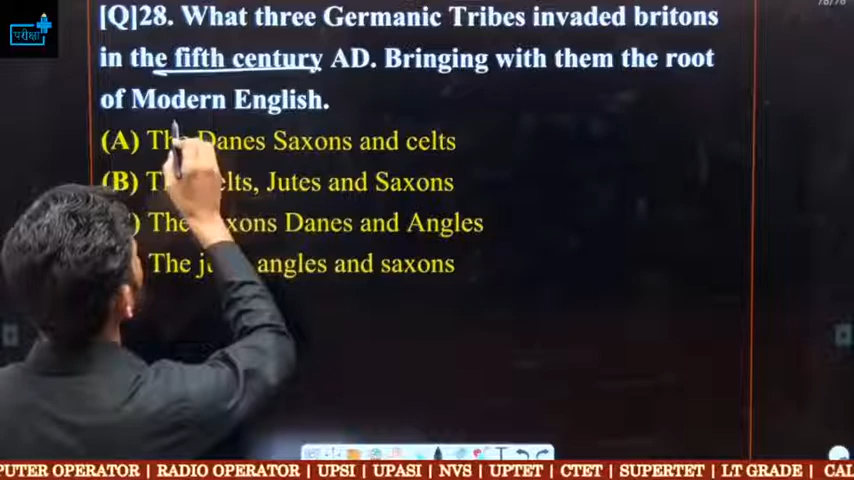 परीक्षा
[Q]28. What three Germanic Tribes invaded britons
in the fifth century AD. Bringing with them the root
of Modern English.
(A) The Danes Saxons and celts
(B) Jutes and Saxons
The Danes and Angles
The angles and saxons
PUTER OPERATOR | RADIO OPERATOR | UPSI | UPASI | NVS | UPTET | CTET | SUPERTET | LT GRADE | CAL